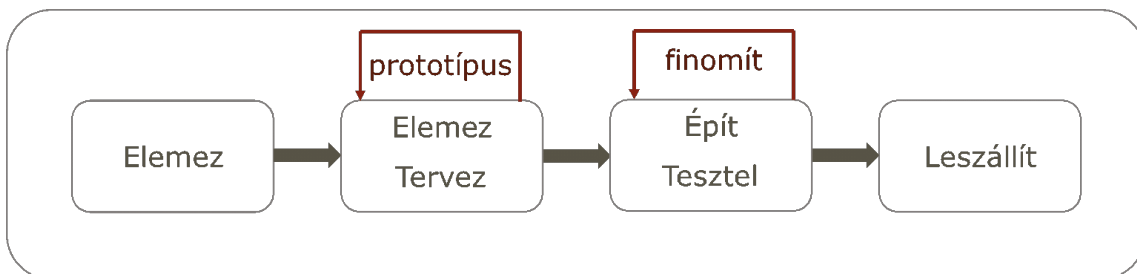 prototípus
finomít
Elemez
Elemez
Tervez
Épít
Tesztel
Leszállít